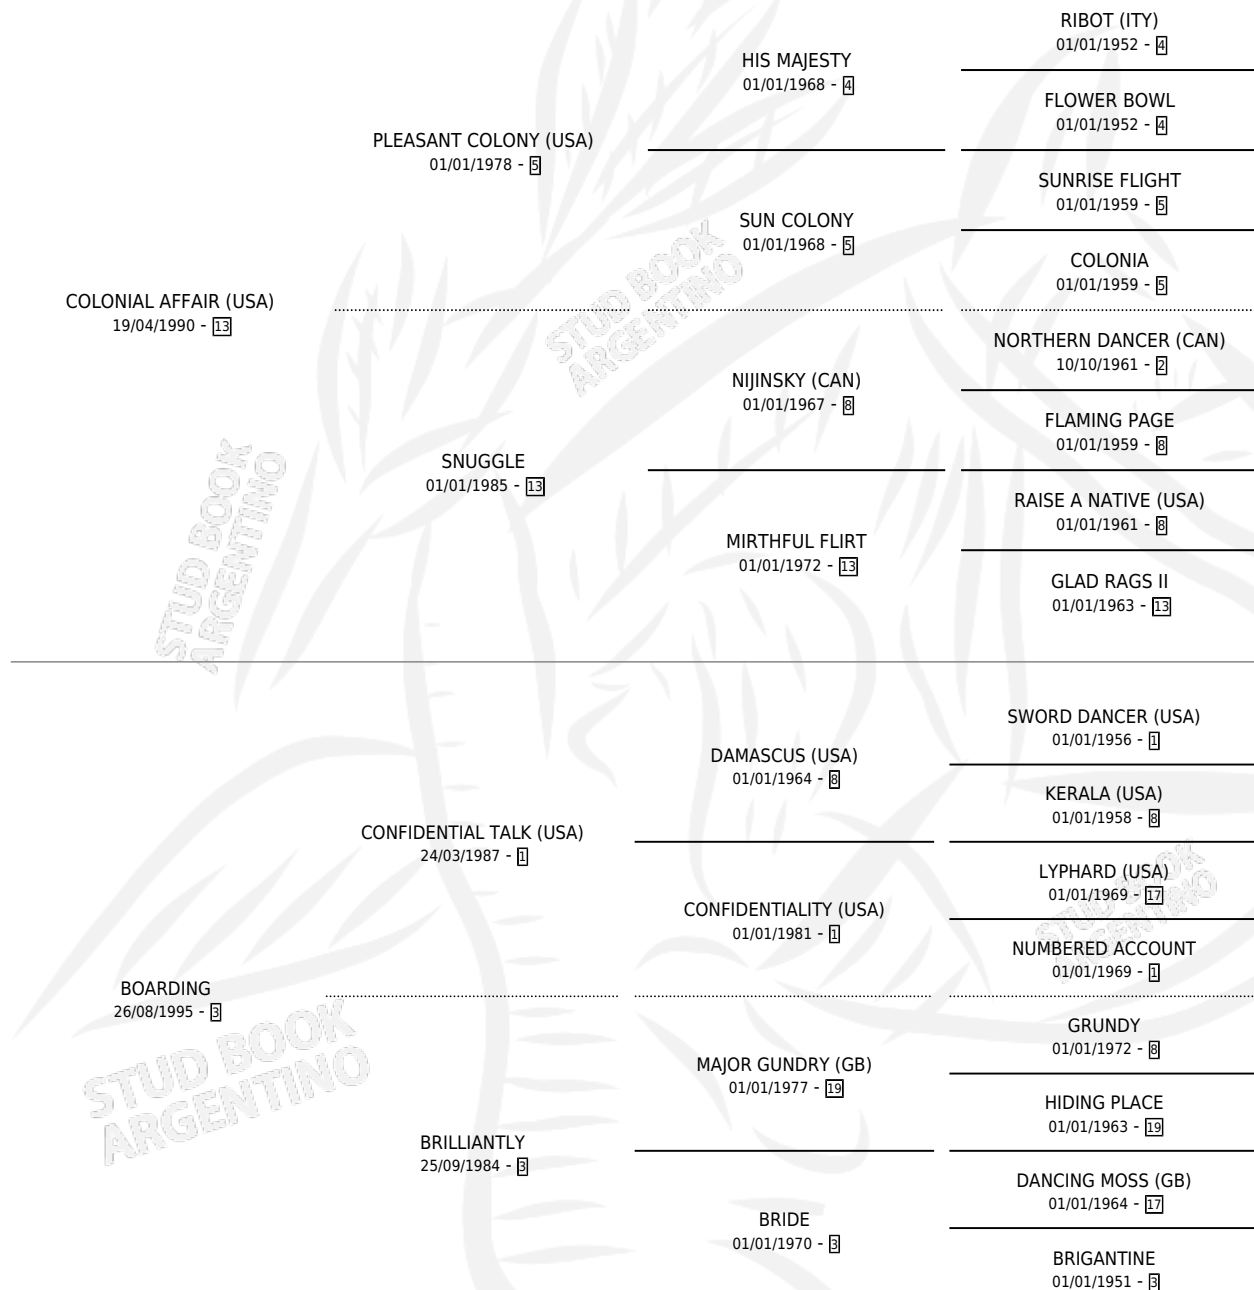 RIBOT (ITY)
01/01/1952 - 4
HIS MAJESTY
01/01/1968 - 4
FLOWER BOWL
01/01/1952 - 4
PLEASANT COLONY (USA)
01/01/1978 - 5
SUNRISE FLIGHT
01/01/1959 - 5
SUN COLONY
01/01/1968 - 5
COLONIA
01/01/1959 - 5
COLONIAL AFFAIR (USA)
19/04/1990 - 13
NORTHERN DANCER (CAN)
10/10/1961 - 2
NIJINSKY (CAN)
01/01/1967 - 8
FLAMING PAGE
01/01/1959 - 8
SNUGGLE
01/01/1985 - 13
RAISE A NATIVE (USA)
01/01/1961 - 8
MIRTHFUL FLIRT
01/01/1972 - 13
GLAD RAGS II
01/01/1963 - 13
SWORD DANCER (USA)
01/01/1956 - 1
DAMASCUS (USA)
01/01/1964 - 8
KERALA (USA)
01/01/1958 - 8
CONFIDENTIAL TALK (USA)
24/03/1987 - 1
LYPHARD (USA)
01/01/1969 - 17
CONFIDENTIALITY (USA)
01/01/1981 - 1
NUMBERED ACCOUNT
01/01/1969 - 1
BOARDING
26/08/1995 - 3
GRUNDY
01/01/1972 - 8
MAJOR GUNDRY (GB)
01/01/1977 - 19
HIDING PLACE
01/01/1963 - 19
BRILLIANTLY
25/09/1984 - 3
DANCING MOSS (GB)
01/01/1964 - 17
BRIDE
01/01/1970 - 3
BRIGANTINE
01/01/1951 - 3
STUD BOOK
ARGENTINO
STUD BOOK
ARGENTINO
STUD BOOK
ARGENTINO
STUD BOOK
ARGENTINO